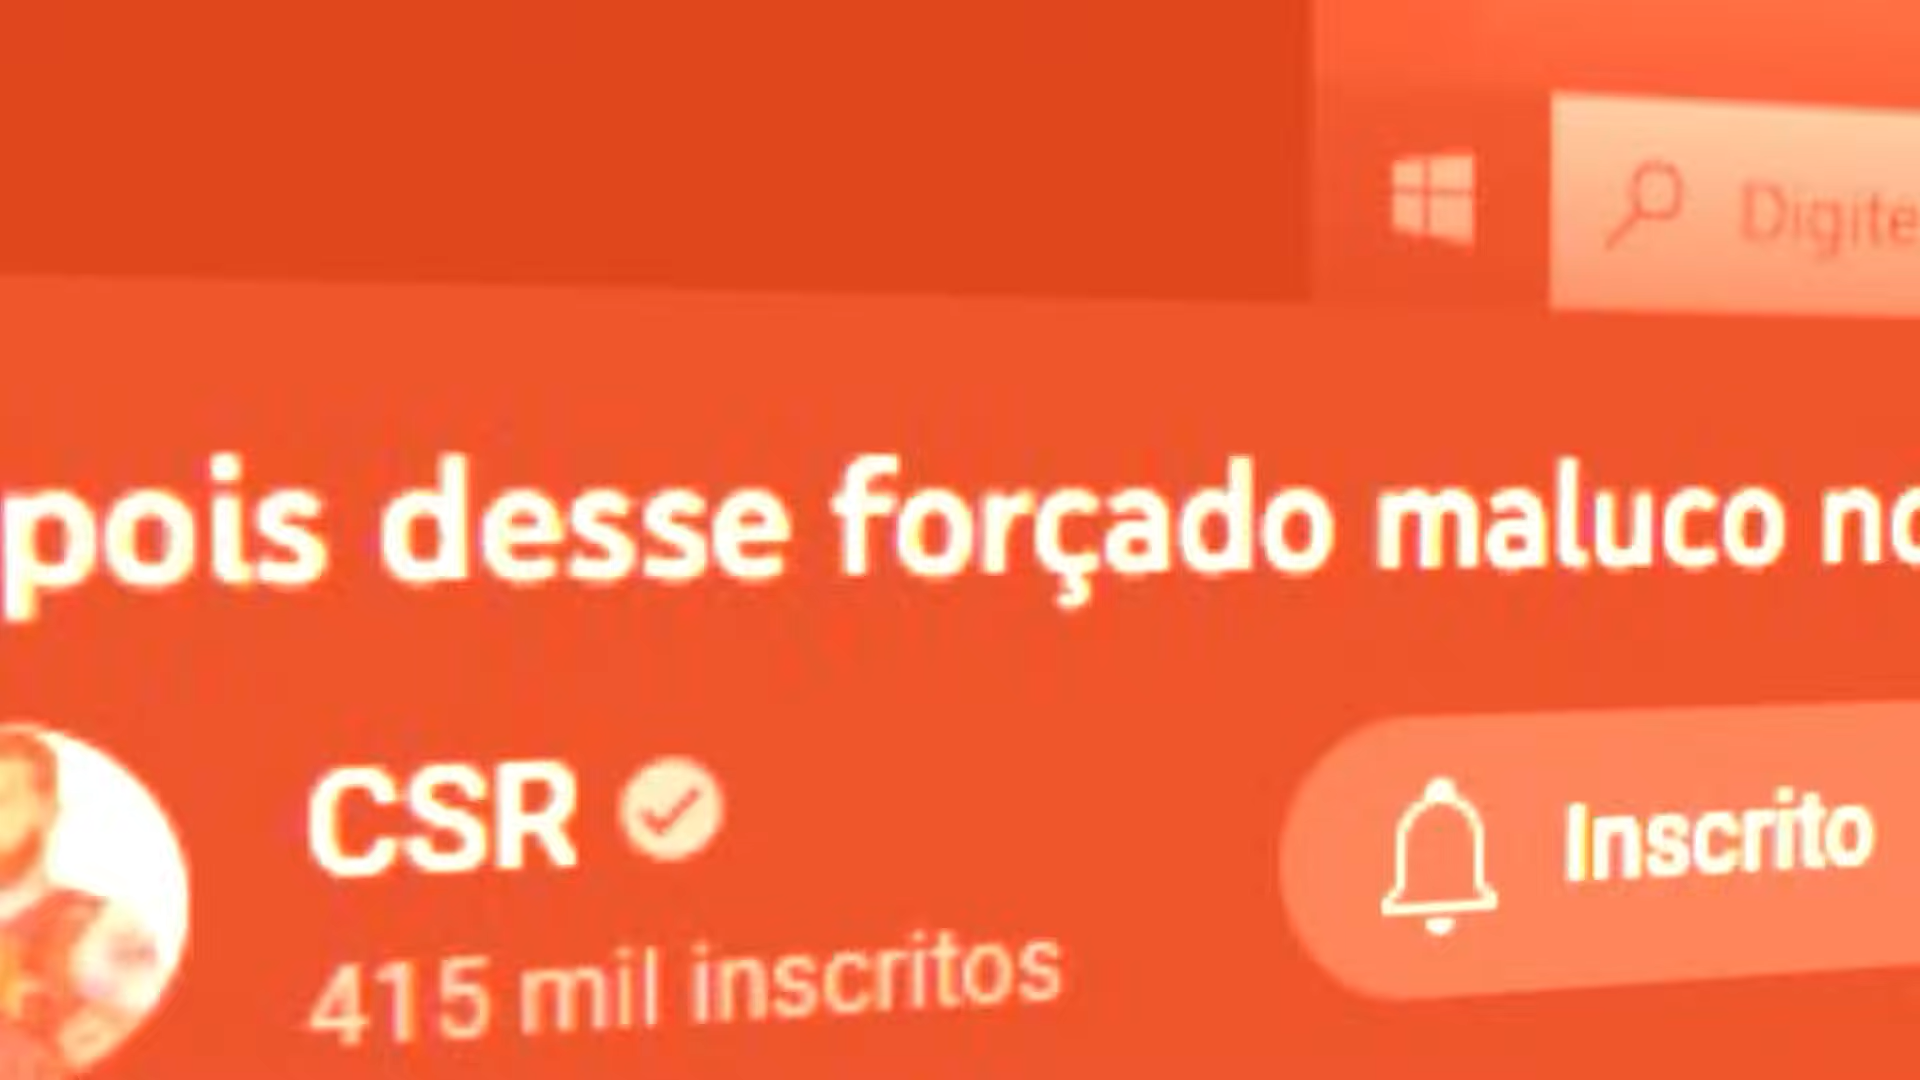 Digite
pois desse forçado maluco no
CSR
Inscrito
415 mil inscritos